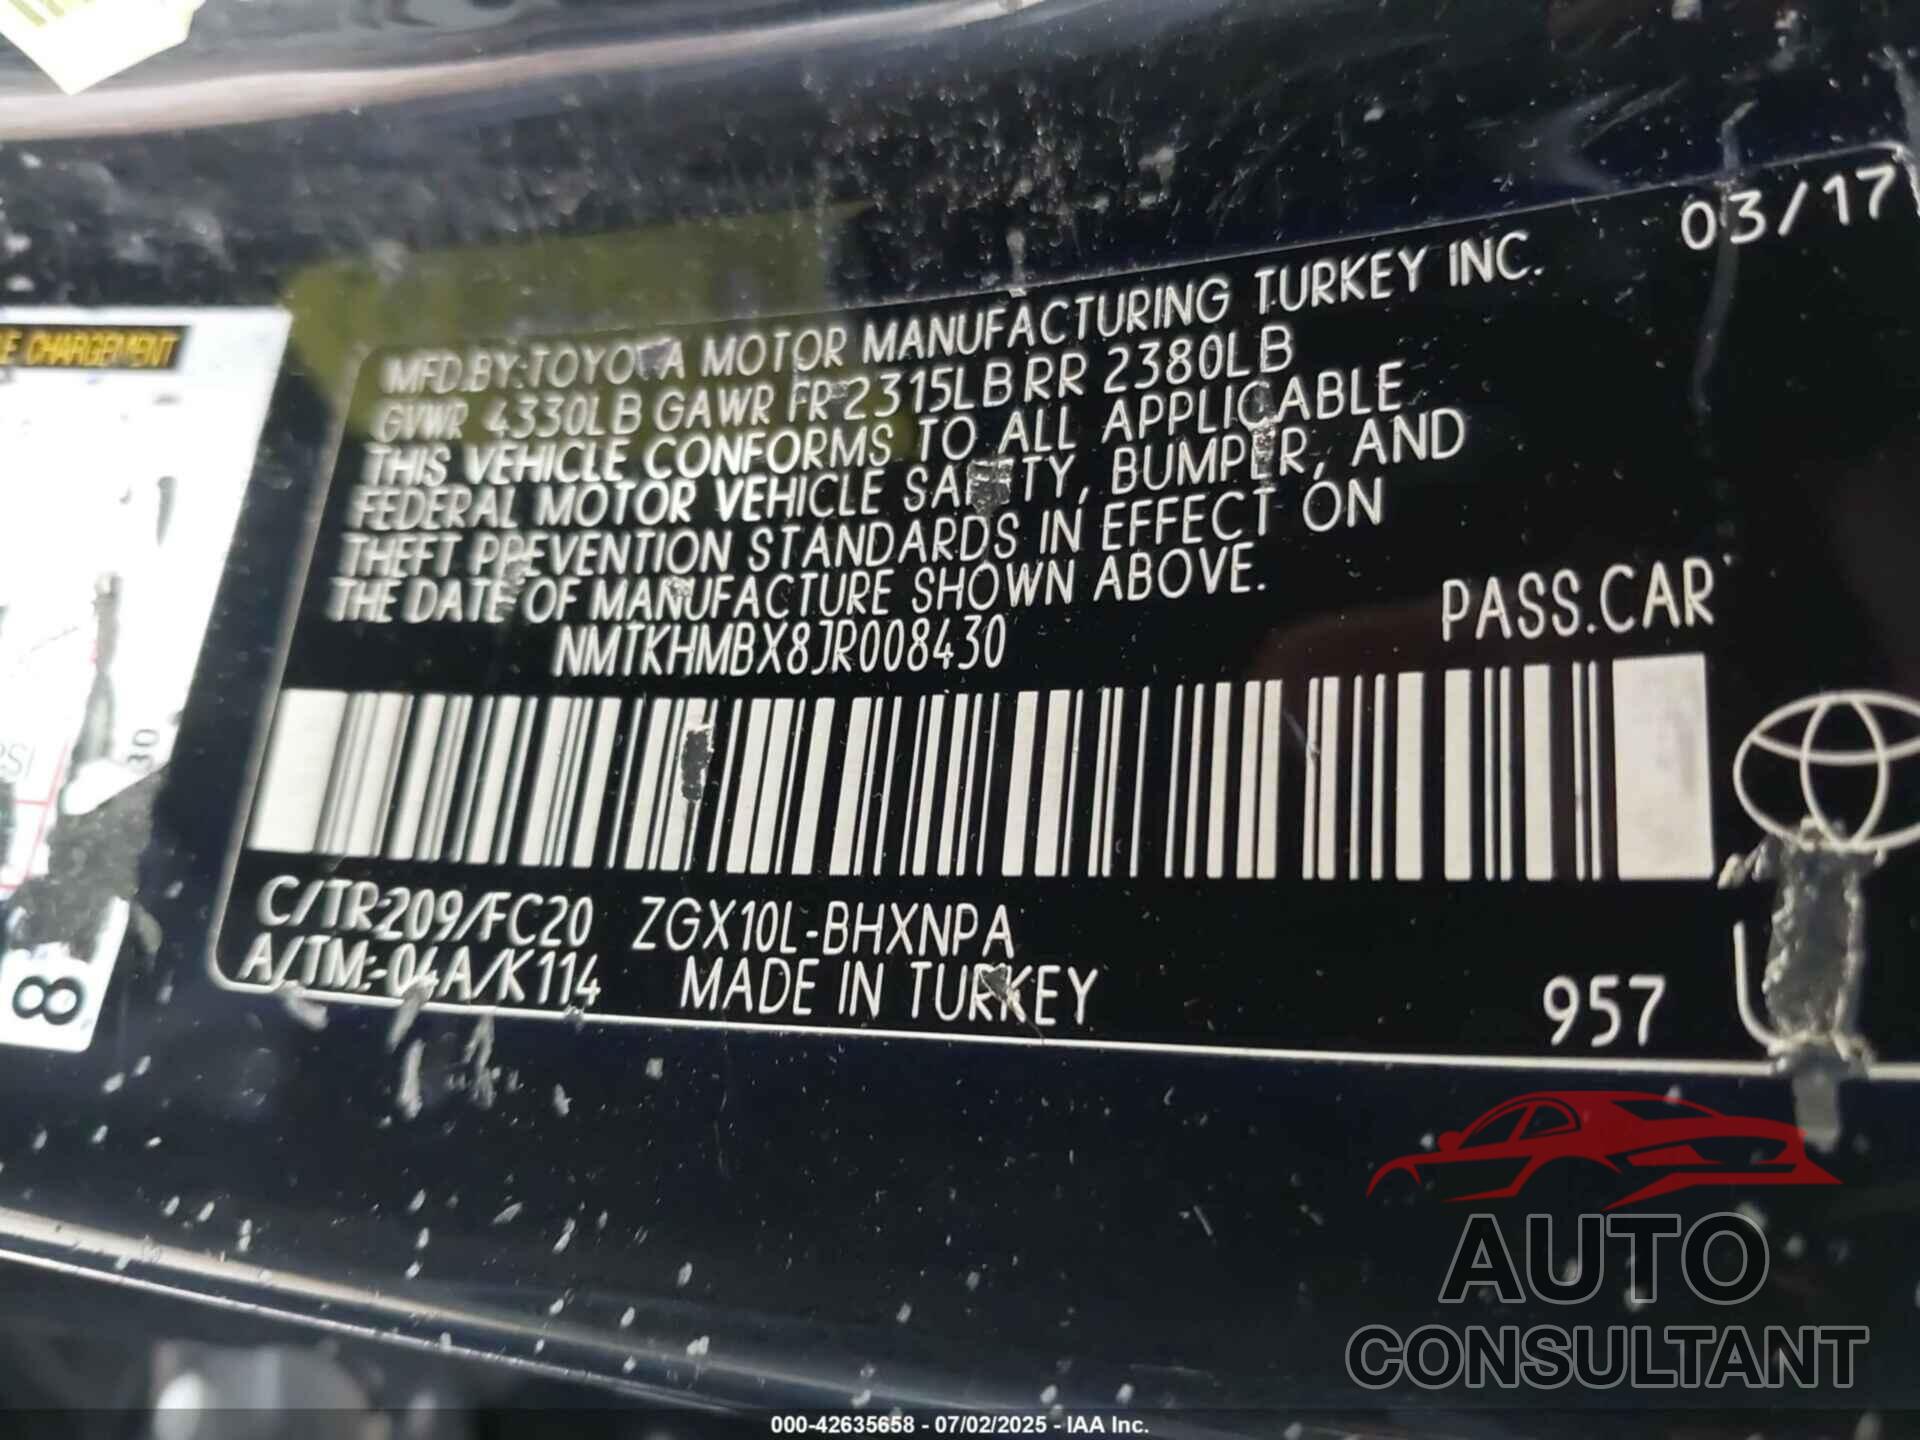 03/17
MFD.BY:TOYOTA MOTOR MANUFACTURING TURKEY INC.
GVWR 4330LB GAWR FR 2315LB RR 2380LB
THIS VEHICLE CONFORMS TO ALL APPLICABLE
FEDERAL MOTOR VEHICLE SAFETY, BUMPER, AND
THEFT PREVENTION STANDARDS IN EFFECT ON
THE DATE OF MANUFACTURE SHOWN ABOVE.
NMTKHMBX8JR008430
PASS.CAR
C/TR:209/FC20 ZGX10L-BHXNPA
A/TM:-04A/K114 MADE IN TURKEY
957
CHARGEMENT
30
8
AUTO
CONSULTANT
000-42635658 - 07/02/2025 - IAA Inc.